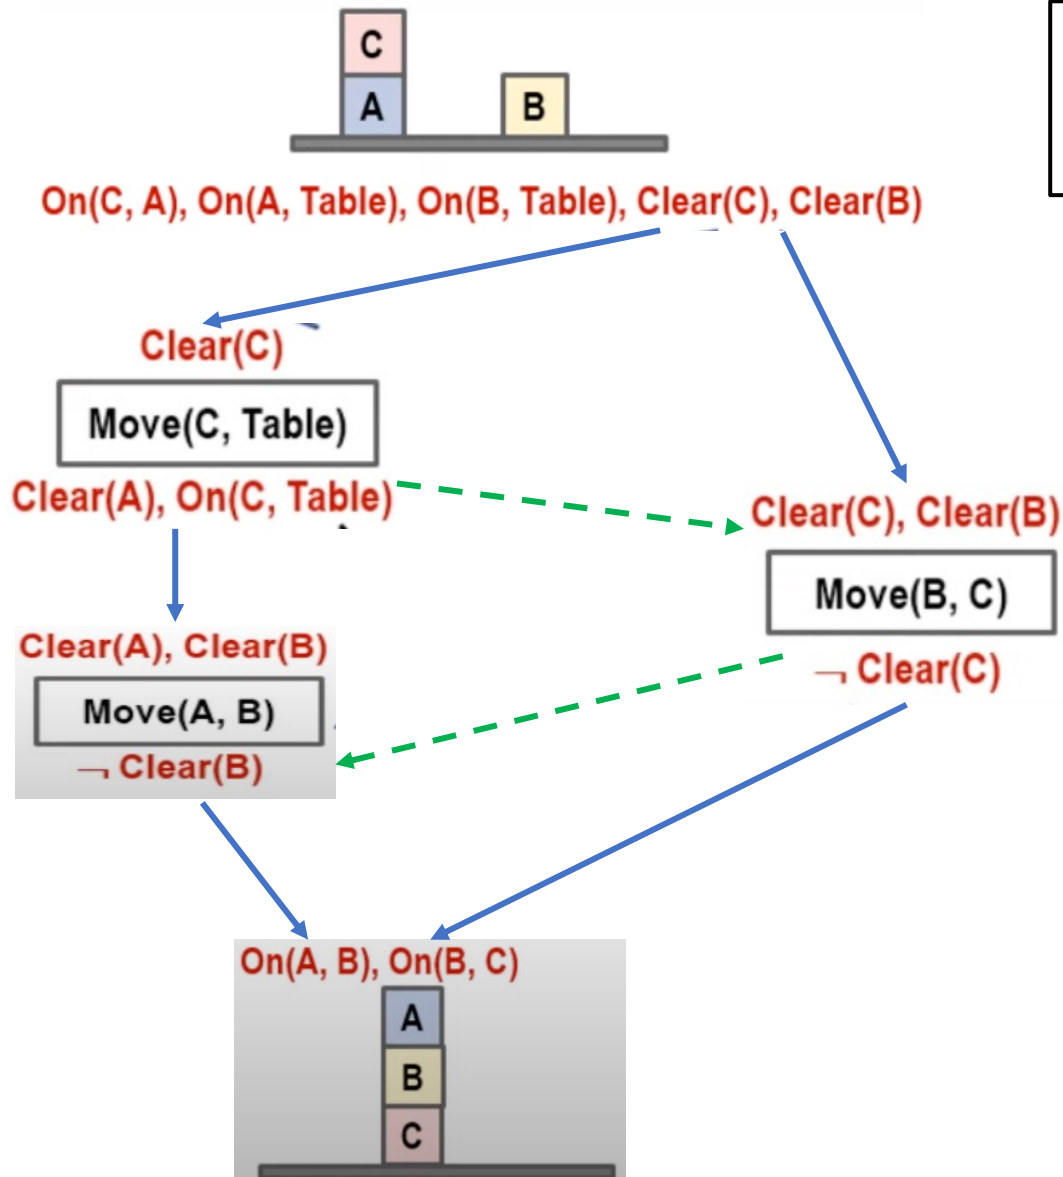 C
A
B
On(C, A), On(A, Table), On(B, Table), Clear(C), Clear(B)
Clear(C)
Move(C, Table)
Clear(A), On(C, Table)
Clear(C), Clear(B)
Move(B, C)
¬ Clear(C)
Clear(A), Clear(B)
Move(A, B)
¬ Clear(B)
On(A, B), On(B, C)
A
B
C